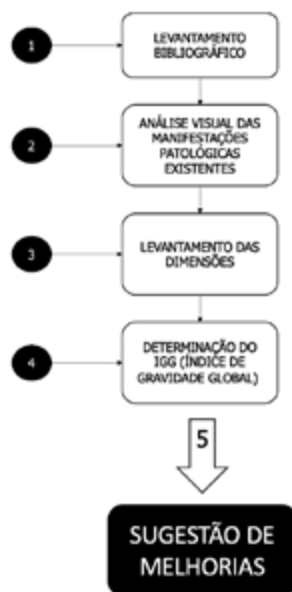 1
LEVANTAMENTO
BIBLIOGRÁFICO
2
ANÁLISE VISUAL DAS
MANIFESTAÇÕES
PATOLÓGICAS
EXISTENTES
3
LEVANTAMENTO DAS
DIMENSÕES
4
DETERMINAÇÃO DO
IGG (ÍNDICE DE
GRAVIDADE GLOBAL)
5
SUGESTÃO DE
MELHORIAS